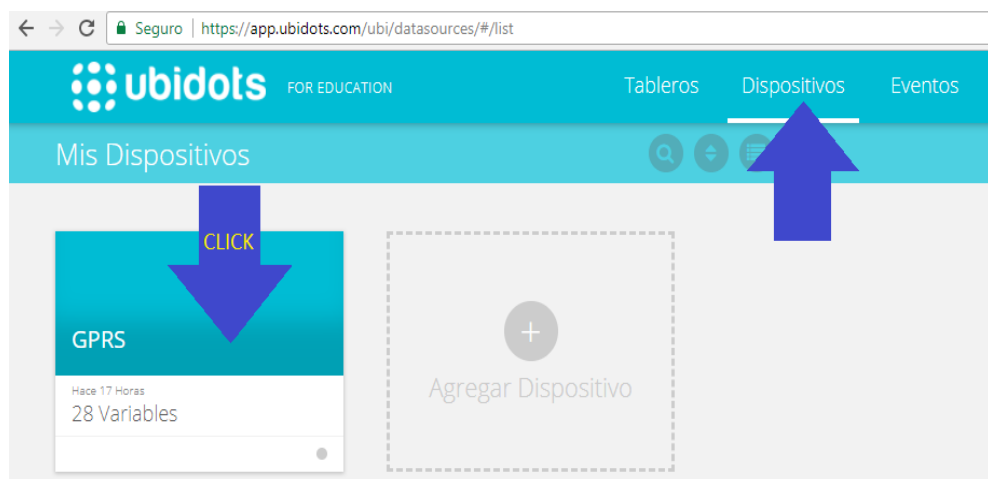 Seguro | https://app.ubidots.com/ubi/datasources/#/list
ubidots FOR EDUCATION Tableros Dispositivos Eventos
Mis Dispositivos
CLICK
GPRS
Hace 17 Horas
28 Variables
Agregar Dispositivo